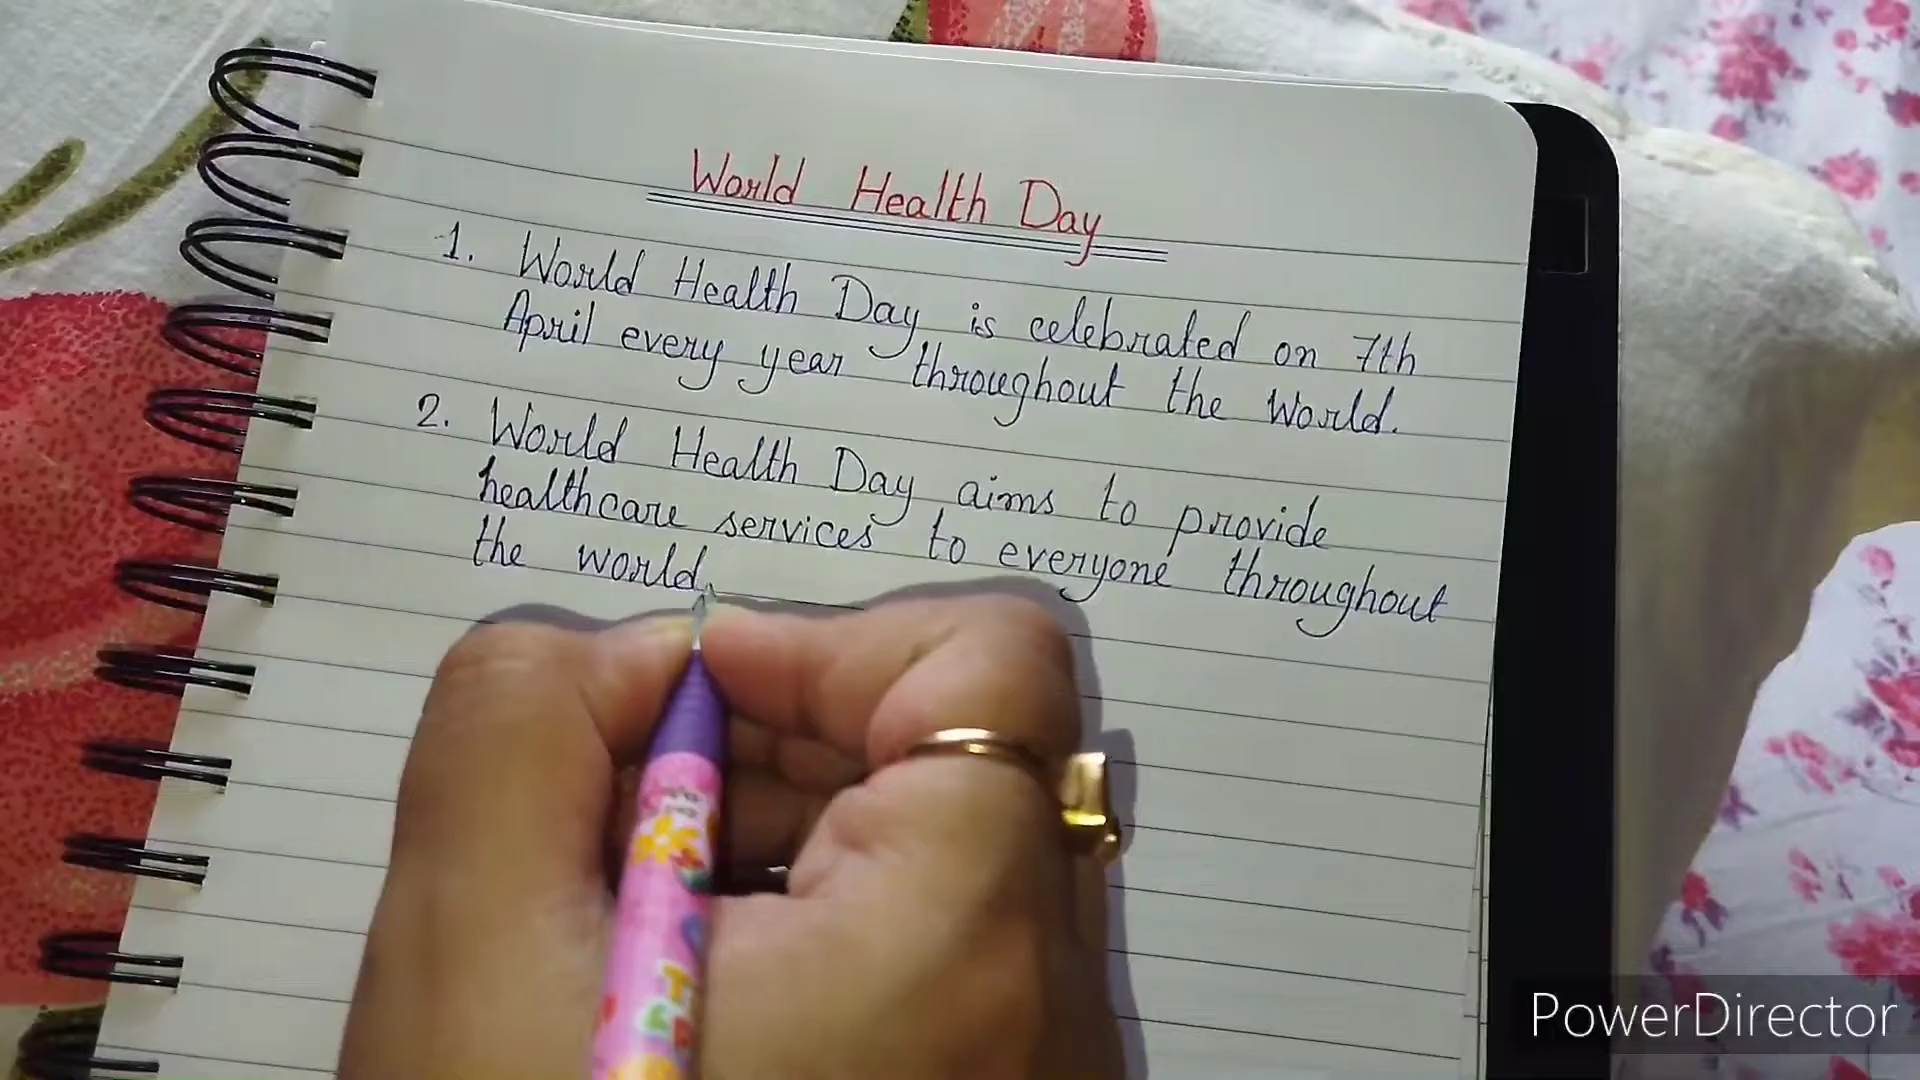 World Health Day
1. World Health Day is celebrated on 7th
April every year throughout the World.
2. World Health Day aims to provide
healthcare services to everyone throughout
the world.
PowerDirector